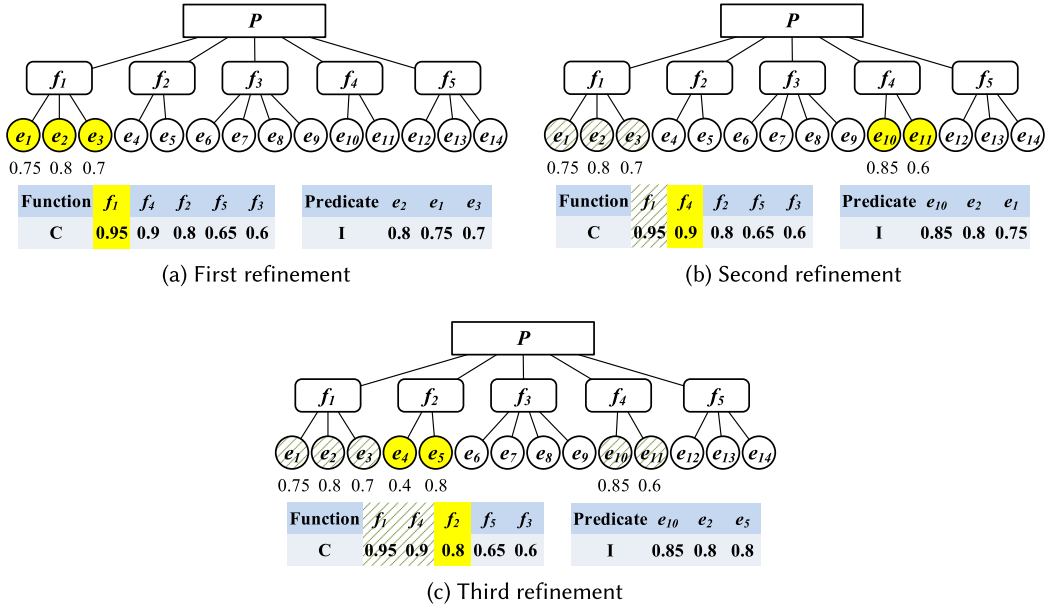 P
f1 f2 f3 f4 f5
e1 e2 e3 e4 e5 e6 e7 e8 e9 e10 e11 e12 e13 e14
0.75 0.8 0.7
Function f1 f4 f2 f5 f3
C 0.95 0.9 0.8 0.65 0.6
Predicate e2 e1 e3
I 0.8 0.75 0.7
(a) First refinement
P
f1 f2 f3 f4 f5
e1 e2 e3 e4 e5 e6 e7 e8 e9 e10 e11 e12 e13 e14
0.75 0.8 0.7 0.85 0.6
Function f1 f4 f2 f5 f3
C 0.95 0.9 0.8 0.65 0.6
Predicate e10 e2 e1
I 0.85 0.8 0.75
(b) Second refinement
P
f1 f2 f3 f4 f5
e1 e2 e3 e4 e5 e6 e7 e8 e9 e10 e11 e12 e13 e14
0.75 0.8 0.7 0.4 0.8 0.85 0.6
Function f1 f4 f2 f5 f3
C 0.95 0.9 0.8 0.65 0.6
Predicate e10 e2 e5
I 0.85 0.8 0.8
(c) Third refinement